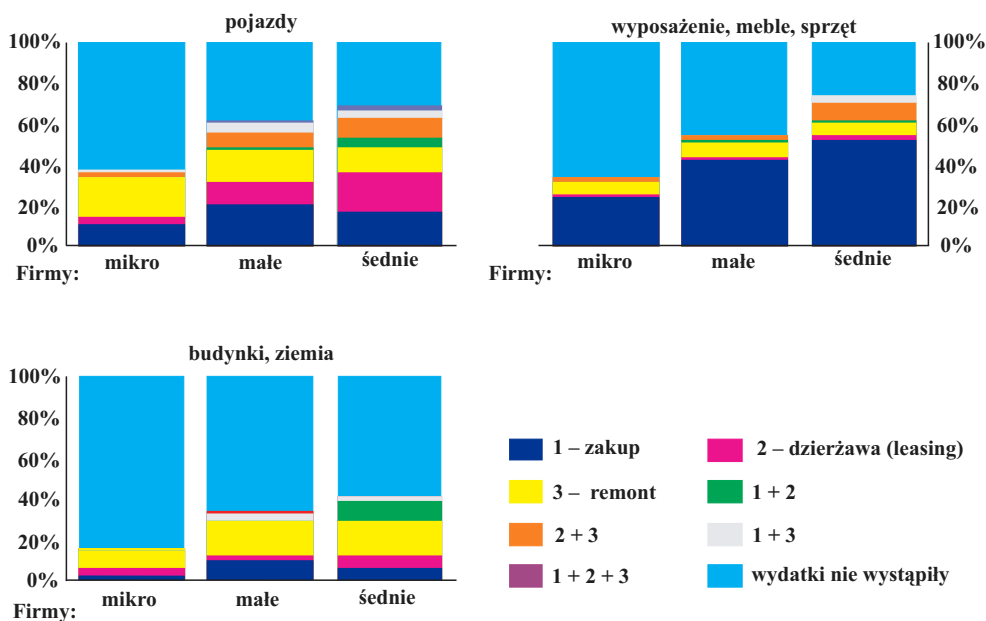 pojazdy
100%
80%
60%
40%
20%
0%
Firmy:
mikro
małe
śednie
wyposażenie, meble, sprzęt
100%
80%
60%
40%
20%
0%
Firmy:
mikro
małe
śednie
budynki, ziemia
100%
80%
60%
40%
20%
0%
Firmy:
mikro
małe
śednie
1 – zakup
2 – dzierżawa (leasing)
3 – remont
1 + 2
2 + 3
1 + 3
1 + 2 + 3
wydatki nie wystąpiły